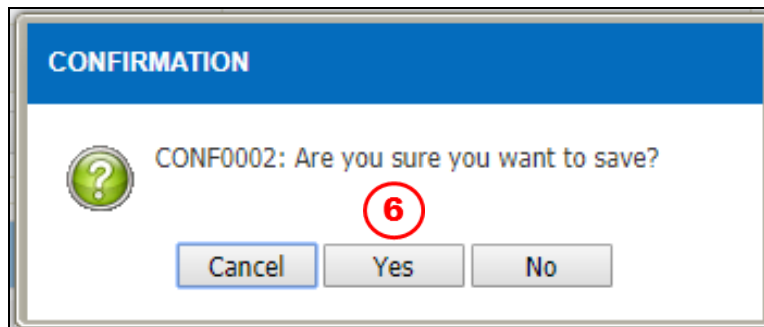 CONFIRMATION
?
CONF0002: Are you sure you want to save?
6
Cancel Yes No